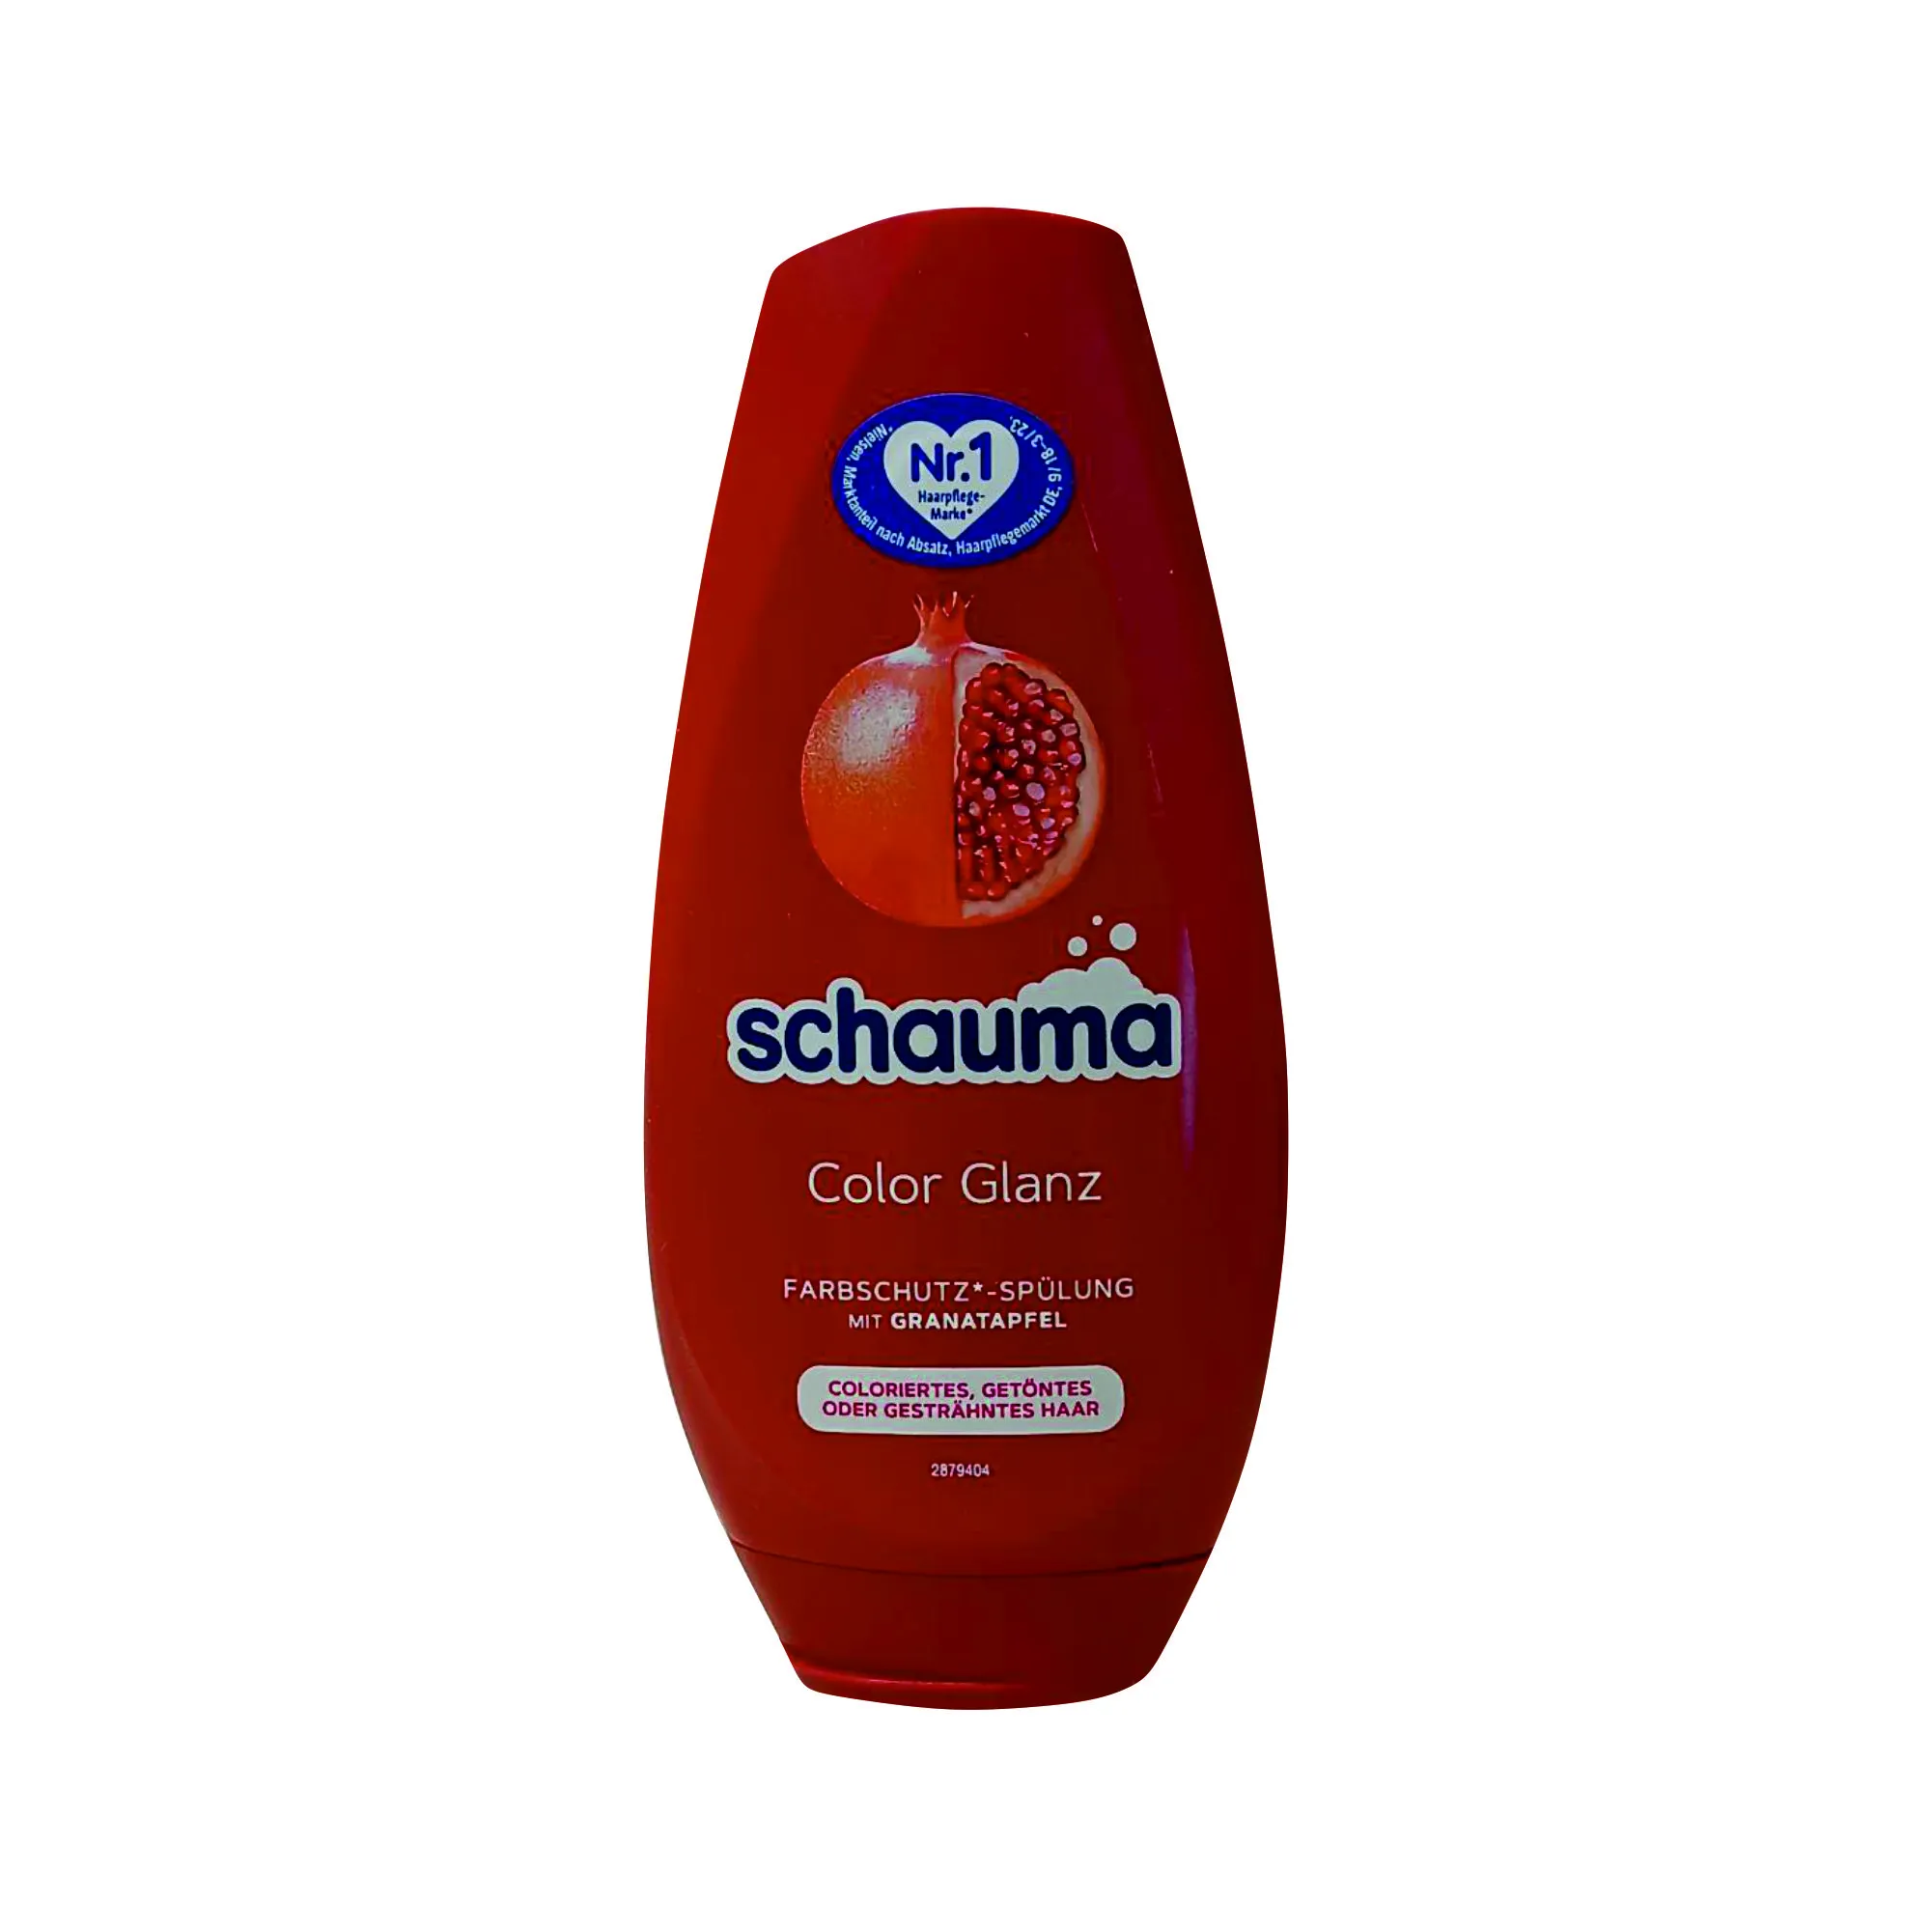 Nr.1
Haarpflege-
Marke*
*Nielsen, Marktanteil nach Absatz, Haarpflegemarkt DE, 9/18-3/23.
schauma
Color Glanz
FARBSCHUTZ*-SPÜLUNG
MIT GRANATAPFEL
COLORIERTES, GETÖNTES
ODER GESTRÄHNTES HAAR
2879404